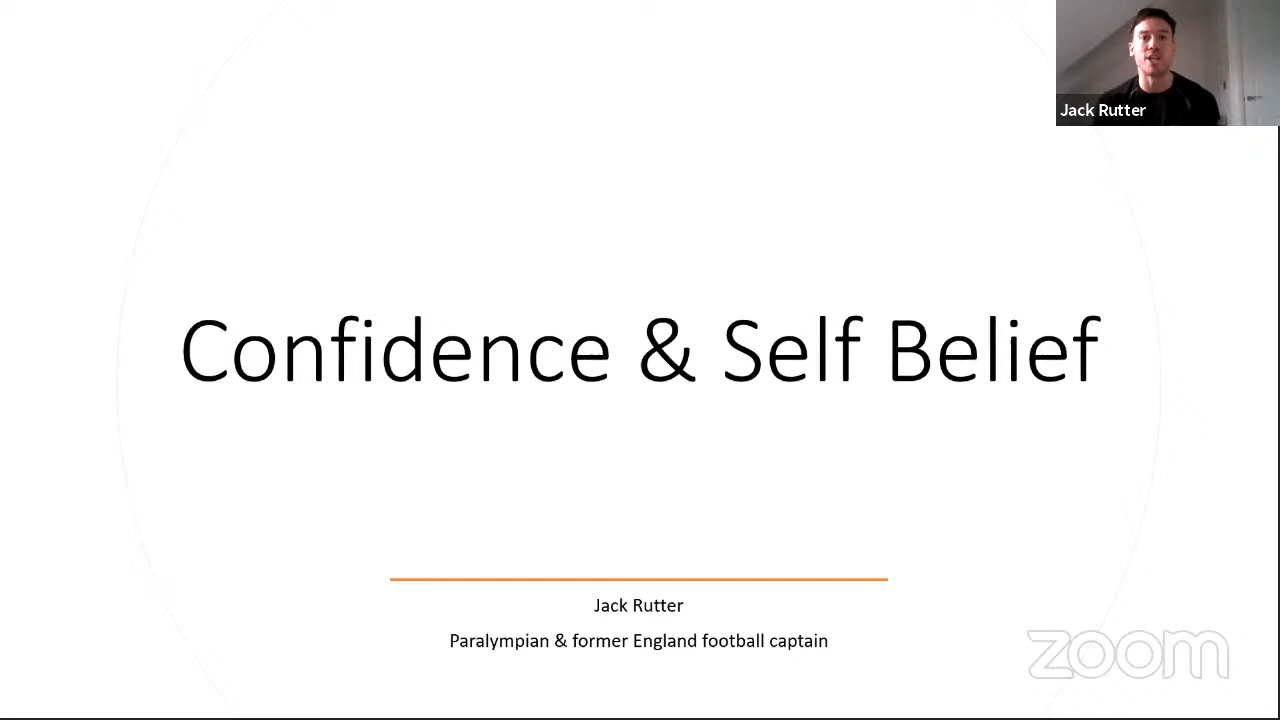 Jack Rutter
Confidence & Self Belief
Jack Rutter
Paralympian & former England football captain
zoom